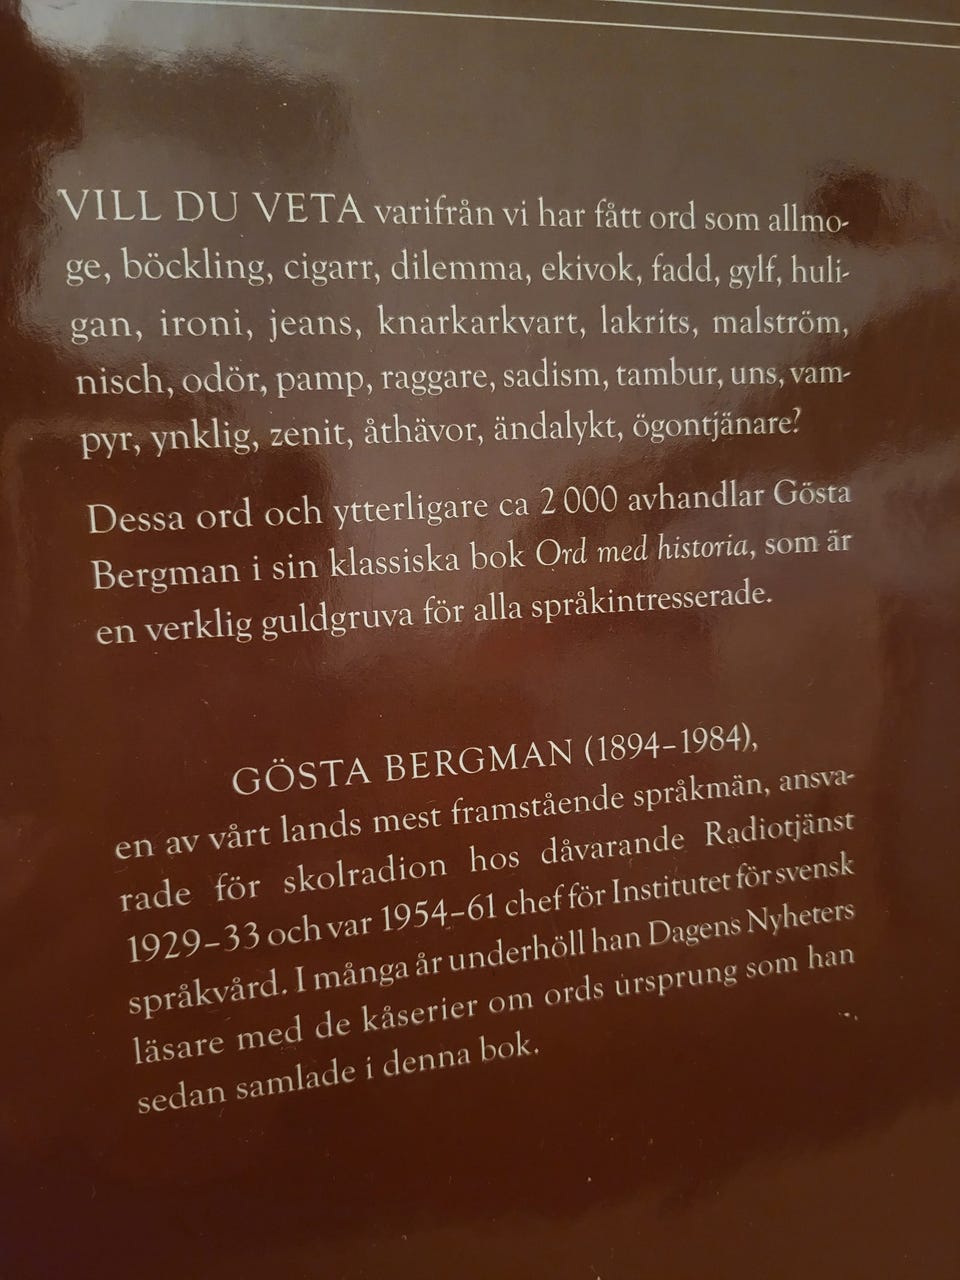 VILL DU VETA varifrån vi har fått ord som allmo-
ge, böckling, cigarr, dilemma, ekivok, fadd, gylf, huli-
gan, ironi, jeans, knarkarkvart, lakrits, malström,
nisch, odör, pamp, raggare, sadism, tambur, uns, vam-
pyr, ynklig, zenit, åthävor, ändalykt, ögontjänare?
Dessa ord och ytterligare ca 2 000 avhandlar Gösta
Bergman i sin klassiska bok Ord med historia, som är
en verklig guldgruva för alla språkintresserade.
GÖSTA BERGMAN (1894–1984),
en av vårt lands mest framstående språkmän, ansva-
rade för skolradion hos dåvarande Radiotjänst
1929–33 och var 1954–61 chef för Institutet för svensk
språkvård. I många år underhöll han Dagens Nyheters
läsare med de kåserier om ords ursprung som han
sedan samlade i denna bok.